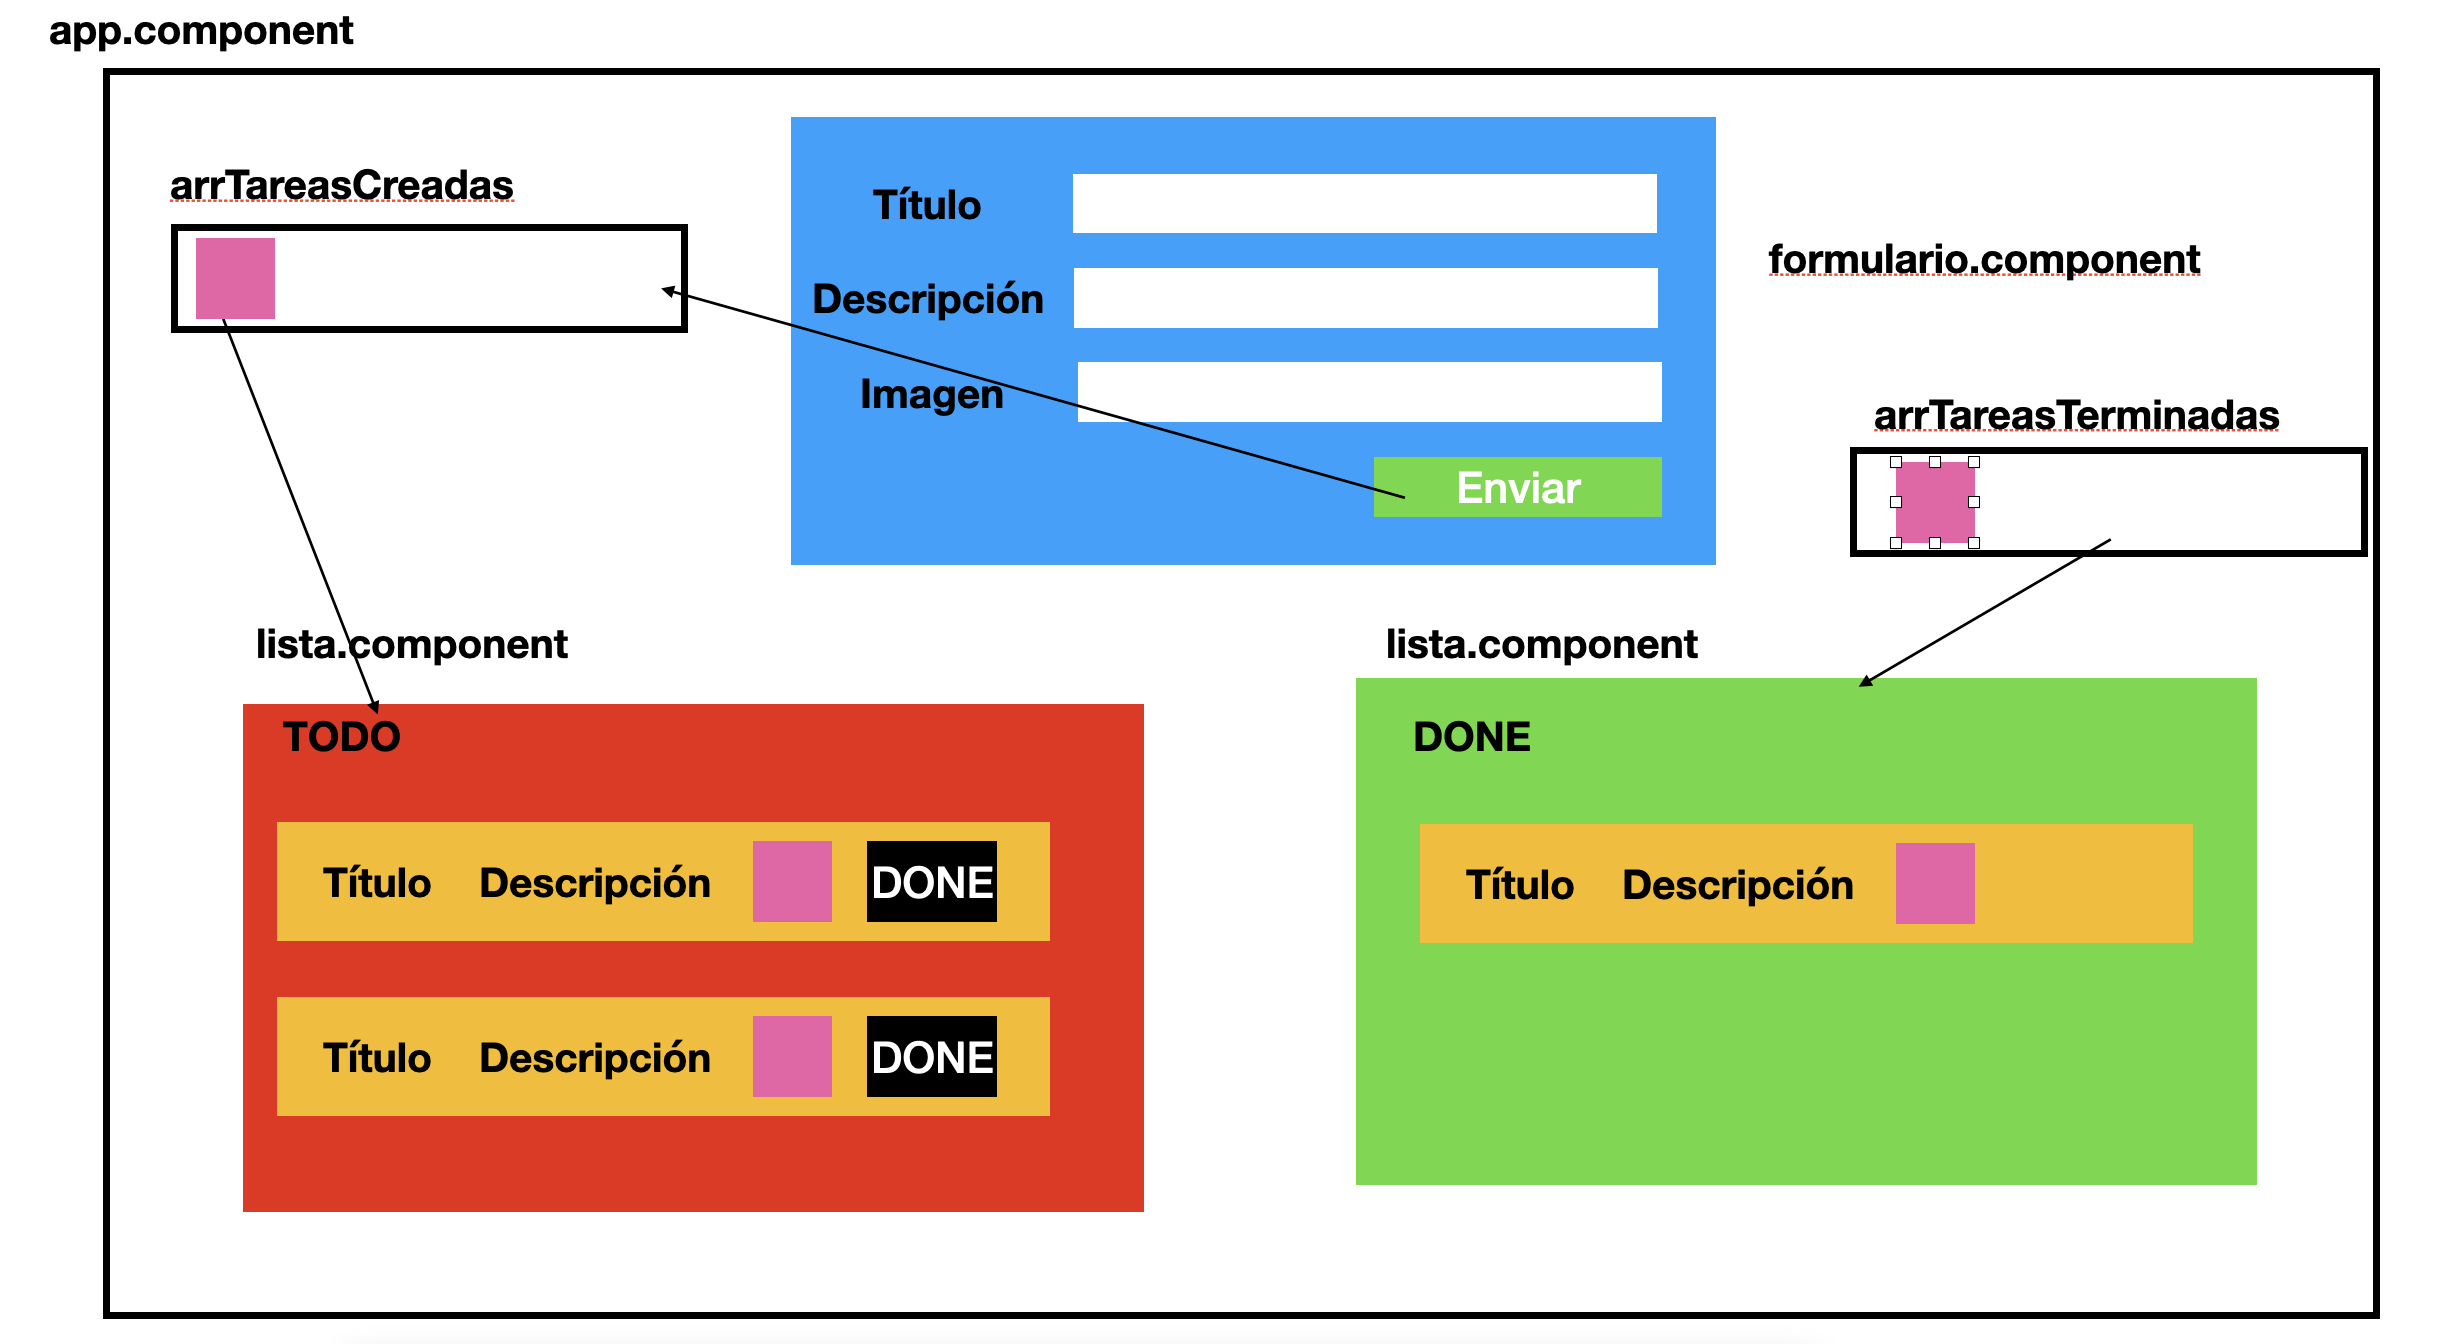 app.component
arrTareasCreadas
Título
Descripción
Imagen
Enviar
formulario.component
arrTareasTerminadas
lista.component
TODO
Título Descripción DONE
Título Descripción DONE
lista.component
DONE
Título Descripción